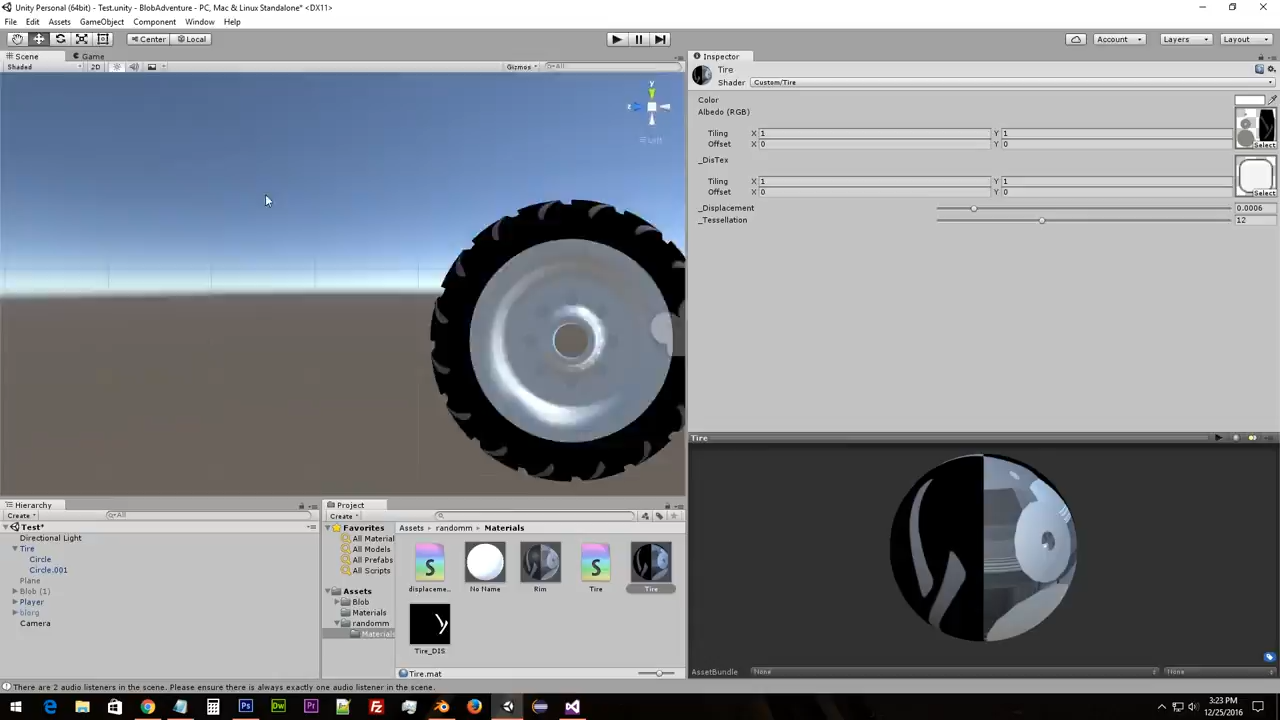 Unity Personal (64bit) - Test.unity - BlobAdventure - PC, Mac & Linux Standalone* <DX11>
File Edit Assets GameObject Component Window Help
Center Local Account Layers Layout
Scene Game
Shaded 2D Gizmos All
y
z
Left
Inspector
Tire
Shader Custom/Tire
Color
Albedo (RGB)
Tiling X 1 Y 1
Offset X 0 Y 0
Select
_DisTex
Tiling X 1 Y 1
Offset X 0 Y 0
Select
_Displacement 0.0006
_Tessellation 12
Tire
AssetBundle None None
Hierarchy
Create All
Test*
Directional Light
Tire
Circle
Circle.001
Plane
Blob (1)
Player
blorg
Camera
Project
Create
Favorites
All Material
All Models
All Prefabs
All Scripts
Assets
Blob
Materials
randomm
Materials
Assets randomm Materials
displaceme...
No Name
Rim
Tire
Tire
Tire_DIS
Tire.mat
There are 2 audio listeners in the scene. Please ensure there is always exactly one audio listener in the scene.
3:23 PM
12/25/2016